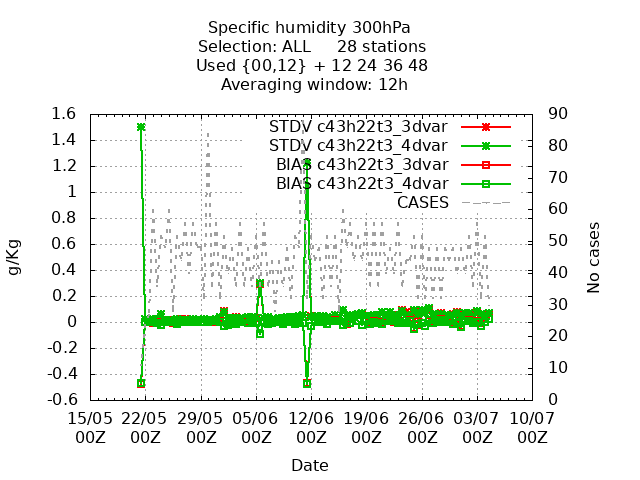 Specific humidity 300hPa
Selection: ALL     28 stations
Used {00,12} + 12 24 36 48
Averaging window: 12h
STDV c43h22t3_3dvar
STDV c43h22t3_4dvar
BIAS c43h22t3_3dvar
BIAS c43h22t3_4dvar
CASES
g/Kg
1.6
1.4
1.2
1
0.8
0.6
0.4
0.2
0
-0.2
-0.4
-0.6
No cases
90
80
70
60
50
40
30
20
10
0
15/05 22/05 29/05 05/06 12/06 19/06 26/06 03/07 10/07
00Z 00Z 00Z 00Z 00Z 00Z 00Z 00Z 00Z
Date